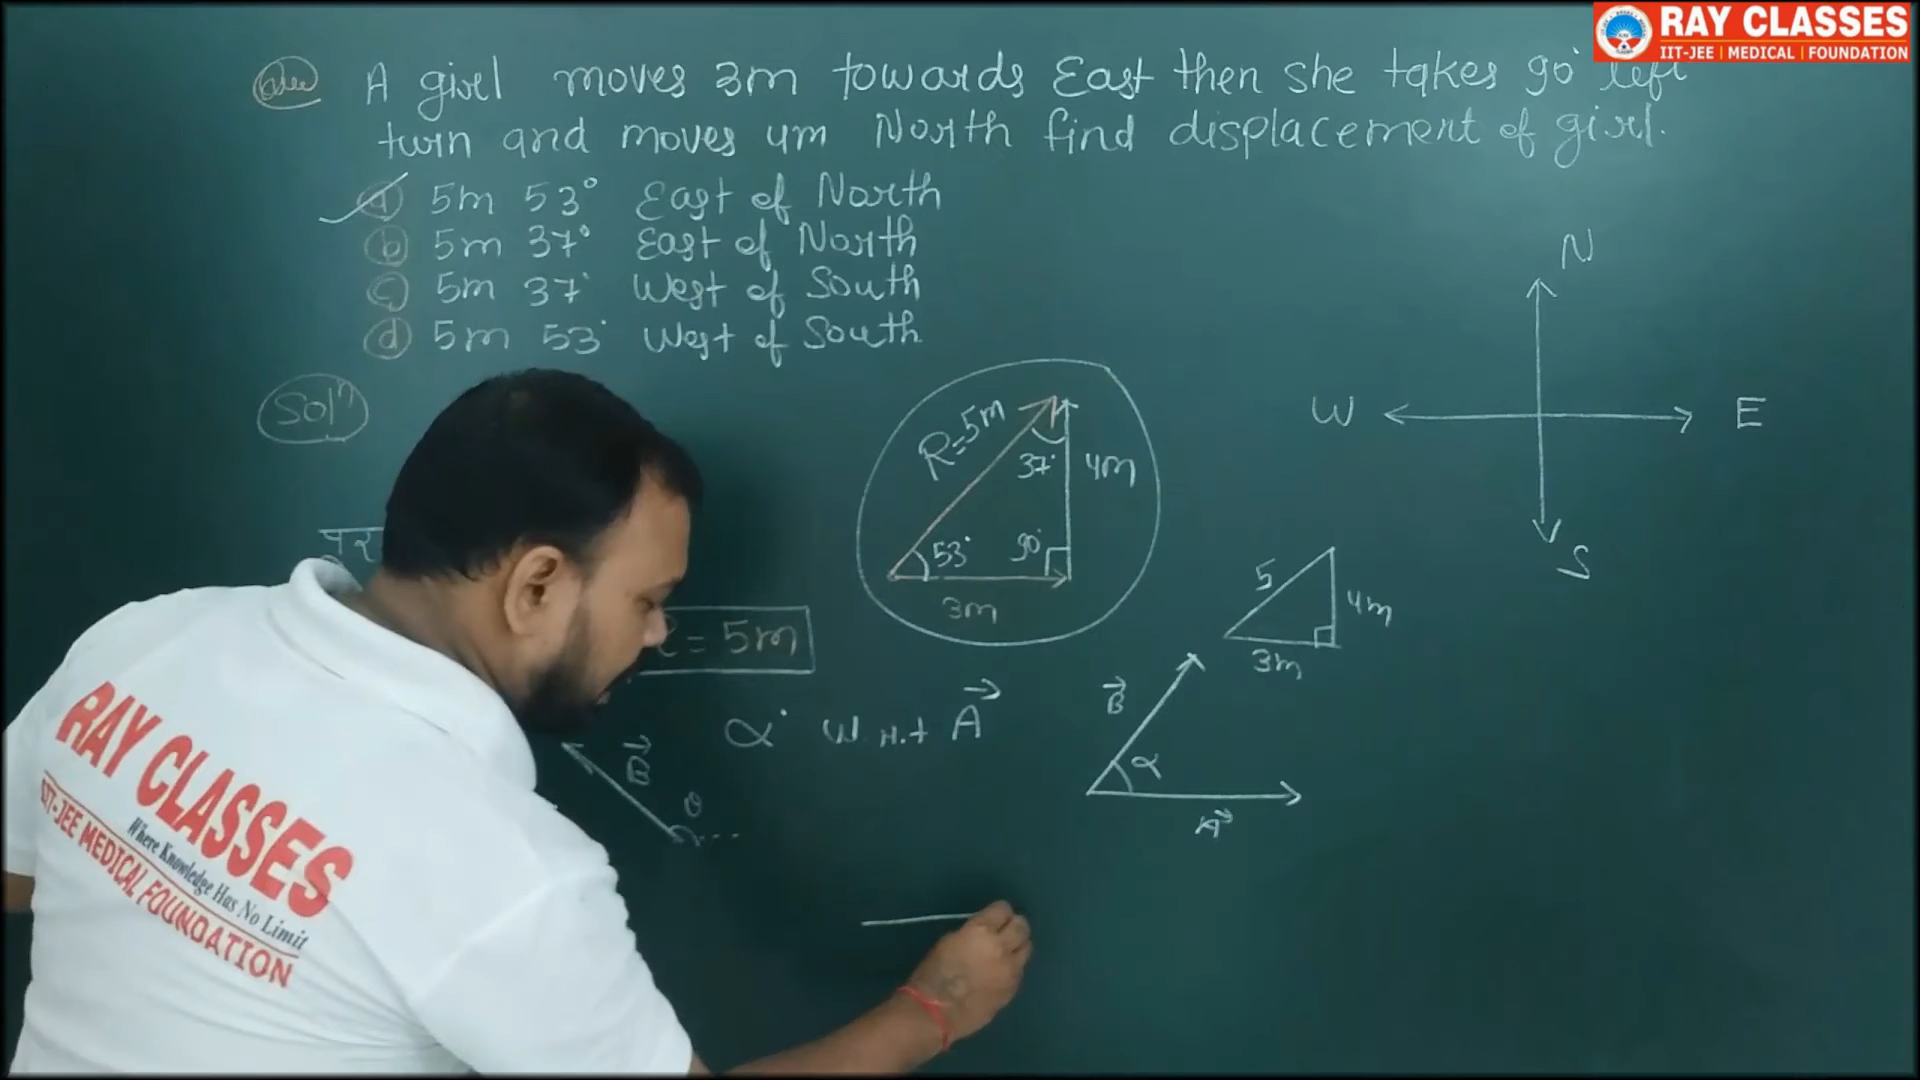 RAY CLASSES
IIT-JEE | MEDICAL | FOUNDATION
A girl moves 3m towards East then she takes 90° left
turn and moves 4m North find displacement of girl.
(a) 5m 53° East of North
(b) 5m 37° East of North
(c) 5m 37° West of South
(d) 5m 53° West of South
Sol^n
N
W E
S
R=5m
37°
4m
53° 90°
3m
5
4m
3m
= 5m
α° w.r.t A⃗
B⃗
θ
B⃗
α
A⃗
RAY CLASSES
Where Knowledge Has No Limit
IIT-JEE MEDICAL FOUNDATION